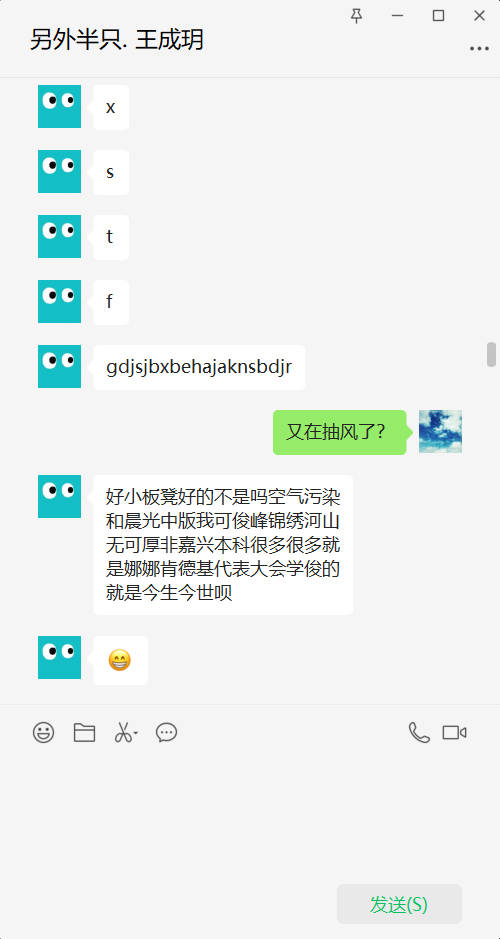 另外半只. 王成玥
x
s
t
f
gdjsjbxbehajaknsbdjr
又在抽风了?
好小板凳好的不是吗空气污染
和晨光中版我可俊峰锦绣河山
无可厚非嘉兴本科很多很多就
是娜娜肯德基代表大会学俊的
就是今生今世呗
发送(S)